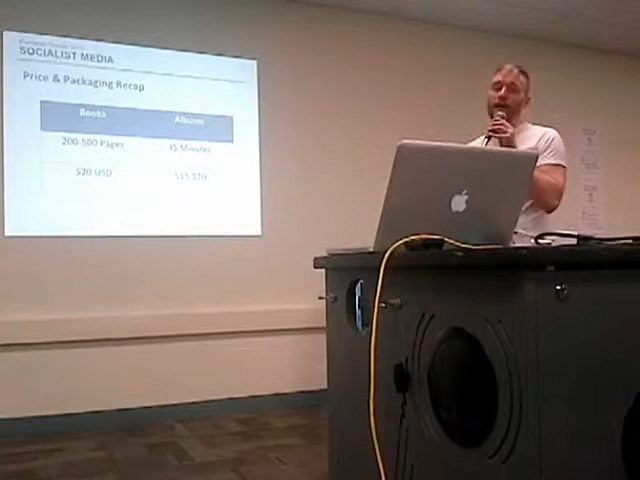 SOCIALIST MEDIA
Price & Packaging Recap
Books Albums
200-500 Pages 45 Minutes
$20 USD